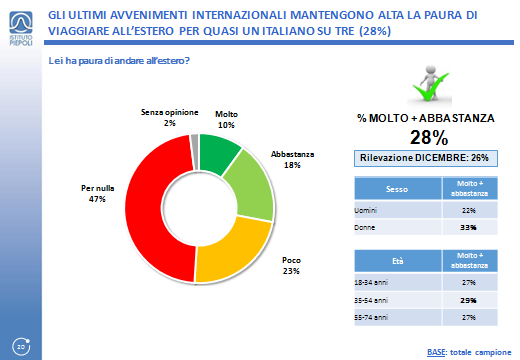 ISTITUTO
PIEPOLI
GLI ULTIMI AVVENIMENTI INTERNAZIONALI MANTENGONO ALTA LA PAURA DI
VIAGGIARE ALL’ESTERO PER QUASI UN ITALIANO SU TRE (28%)
Lei ha paura di andare all’estero?
Senza opinione
2%
Molto
10%
Abbastanza
18%
Poco
23%
Per nulla
47%
% MOLTO + ABBASTANZA
28%
Rilevazione DICEMBRE: 26%
Sesso Molto +
abbastanza
Uomini 22%
Donne 33%
Età Molto +
abbastanza
18-34 anni 27%
35-54 anni 29%
55-74 anni 27%
20
BASE: totale campione